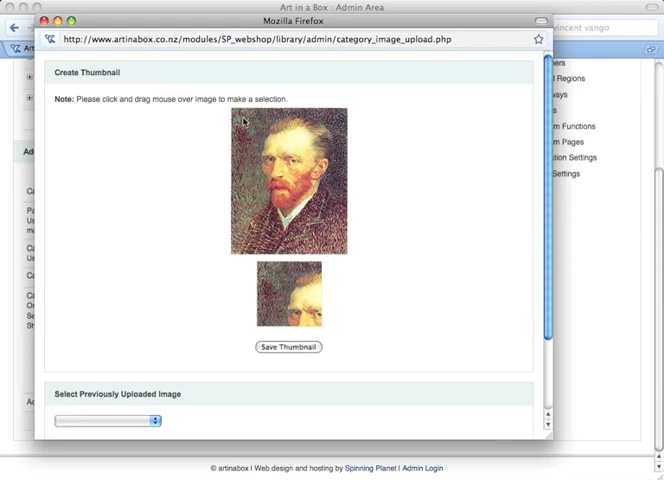 Art in a Box : Admin Area
Mozilla Firefox
vincent vango
http://www.artinabox.co.nz/modules/SP_webshop/library/admin/category_image_upload.php
Art
Create Thumbnail
Note: Please click and drag mouse over image to make a selection.
Save Thumbnail
Select Previously Uploaded Image
Regions
Functions
Pages
Settings
Settings
© artinabox | Web design and hosting by Spinning Planet | Admin Login